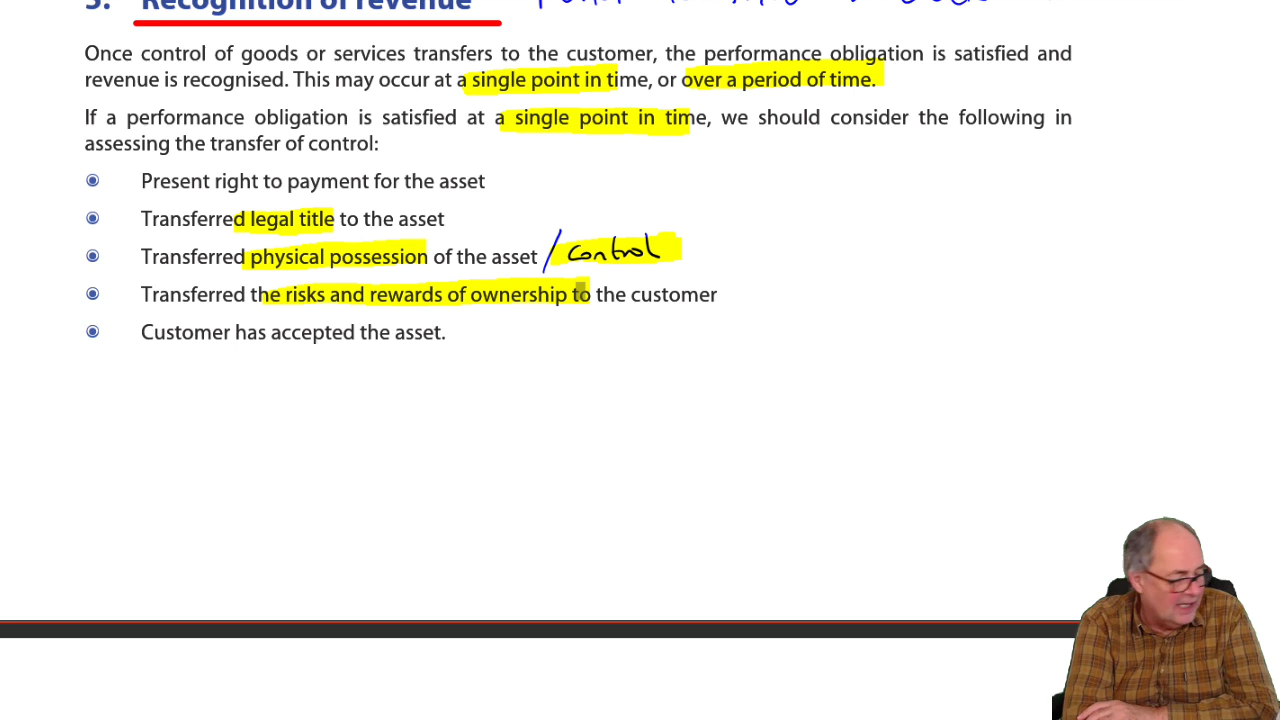 5. Recognition of revenue
Once control of goods or services transfers to the customer, the performance obligation is satisfied and
revenue is recognised. This may occur at a single point in time, or over a period of time.
If a performance obligation is satisfied at a single point in time, we should consider the following in
assessing the transfer of control:
Present right to payment for the asset
Transferred legal title to the asset
Transferred physical possession of the asset / control
Transferred the risks and rewards of ownership to the customer
Customer has accepted the asset.